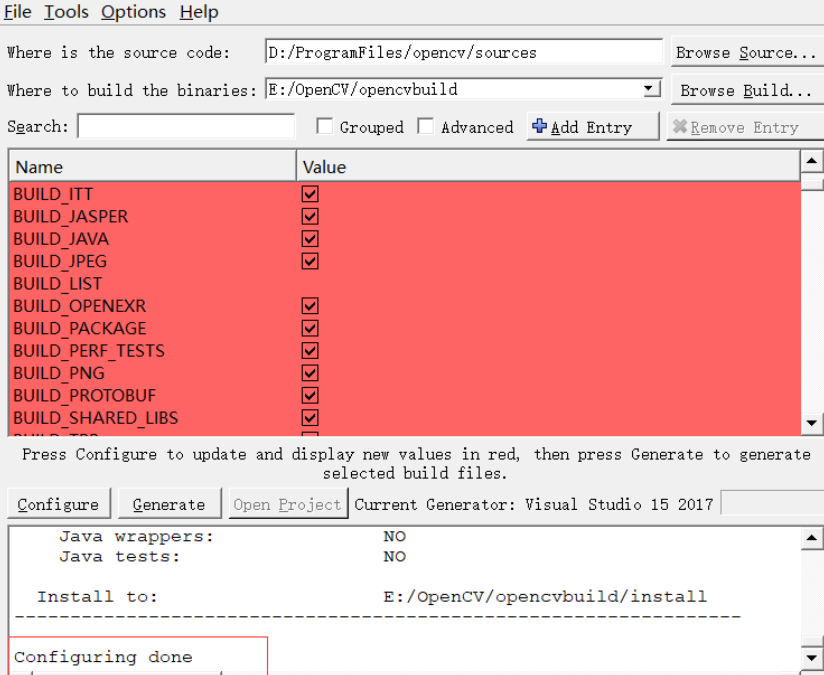 File Tools Options Help
Where is the source code: D:/ProgramFiles/opencv/sources Browse Source...
Where to build the binaries: E:/OpenCV/opencvbuild Browse Build...
Search: Grouped Advanced Add Entry Remove Entry
Name Value
BUILD_ITT
BUILD_JASPER
BUILD_JAVA
BUILD_JPEG
BUILD_LIST
BUILD_OPENEXR
BUILD_PACKAGE
BUILD_PERF_TESTS
BUILD_PNG
BUILD_PROTOBUF
BUILD_SHARED_LIBS
Press Configure to update and display new values in red, then press Generate to generate
selected build files.
Configure Generate Open Project Current Generator: Visual Studio 15 2017
Java wrappers: NO
Java tests: NO
Install to: E:/OpenCV/opencvbuild/install
-----------------------------------------------------------------
Configuring done